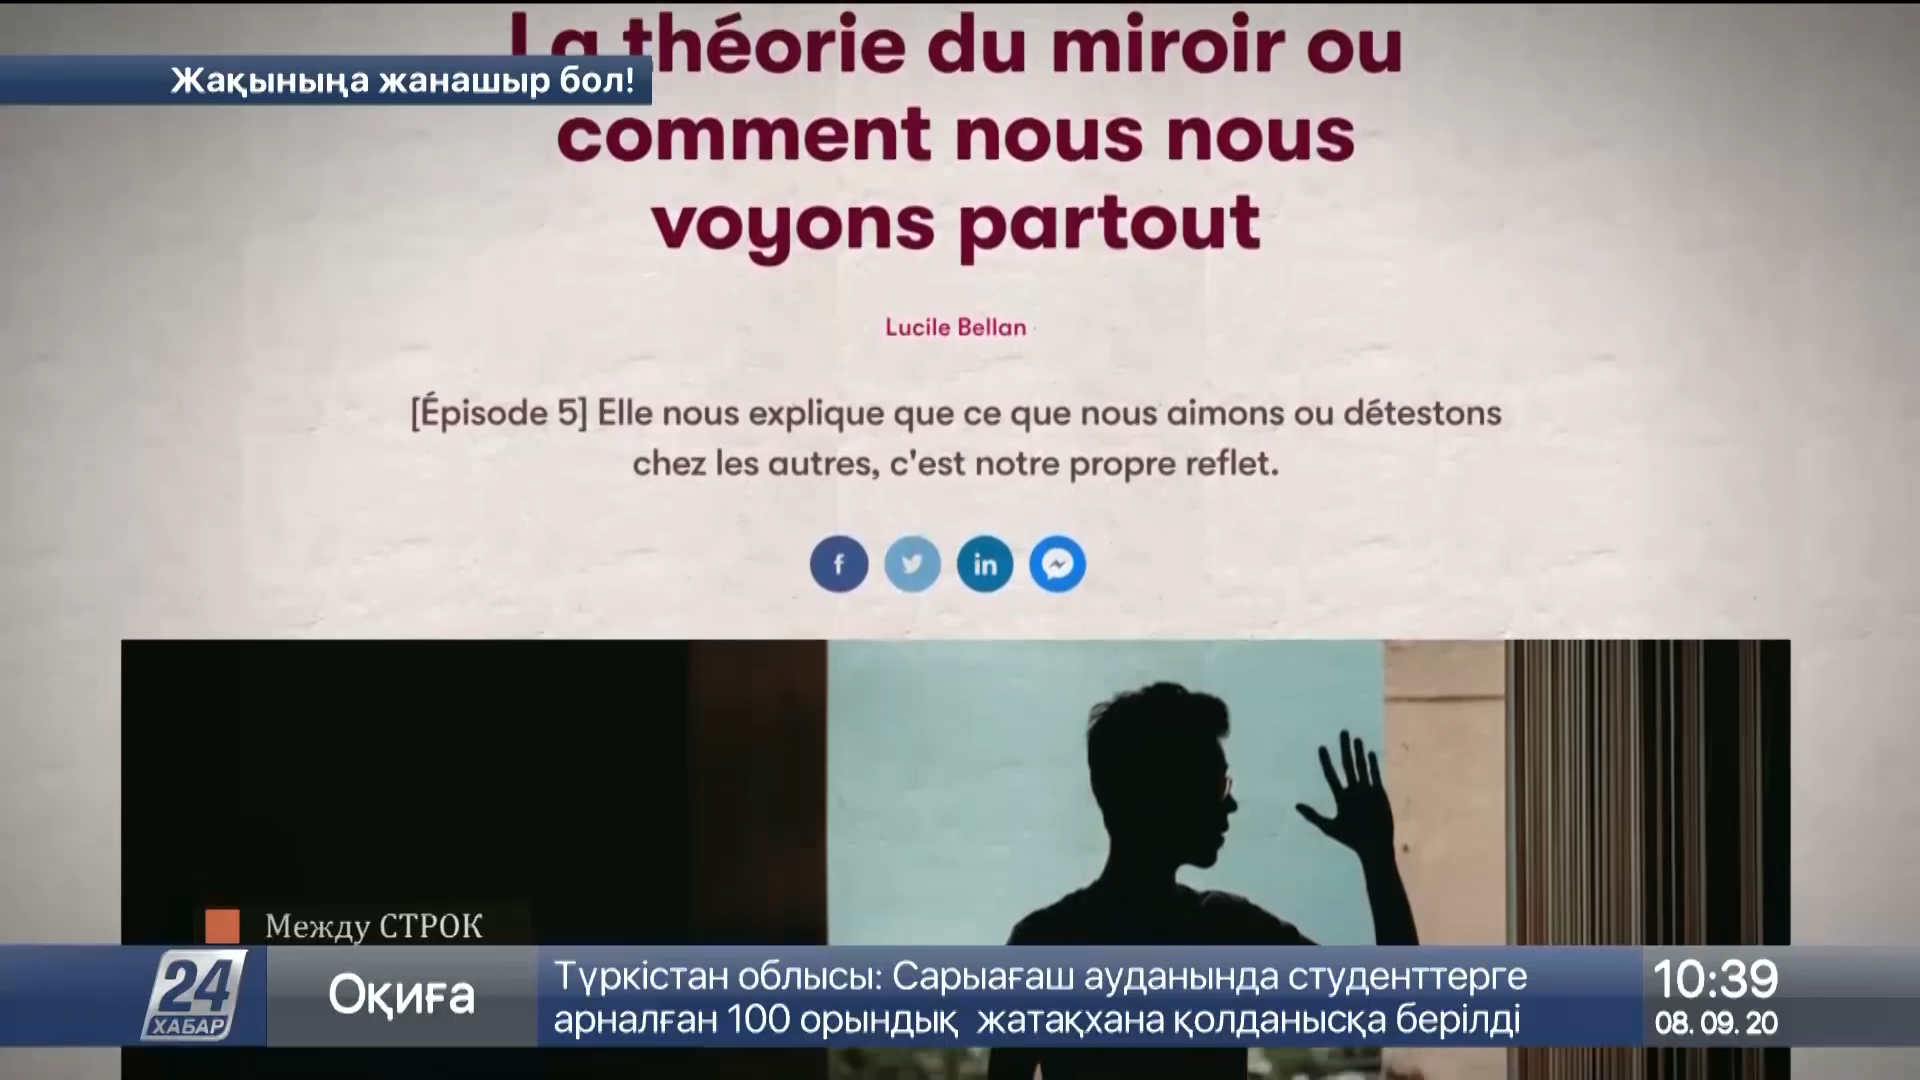 La théorie du miroir ou
Жақыныңа жанашыр бол!
comment nous nous
voyons partout
Lucile Bellan
[Épisode 5] Elle nous explique que ce que nous aimons ou détestons
chez les autres, c'est notre propre reflet.
f
in
Между СТРОК
24
ХАБАР
Оқиға
Түркістан облысы: Сарыағаш ауданында студенттерге
арналған 100 орындық жатақхана қолданысқа берілді
10:39
08. 09. 20